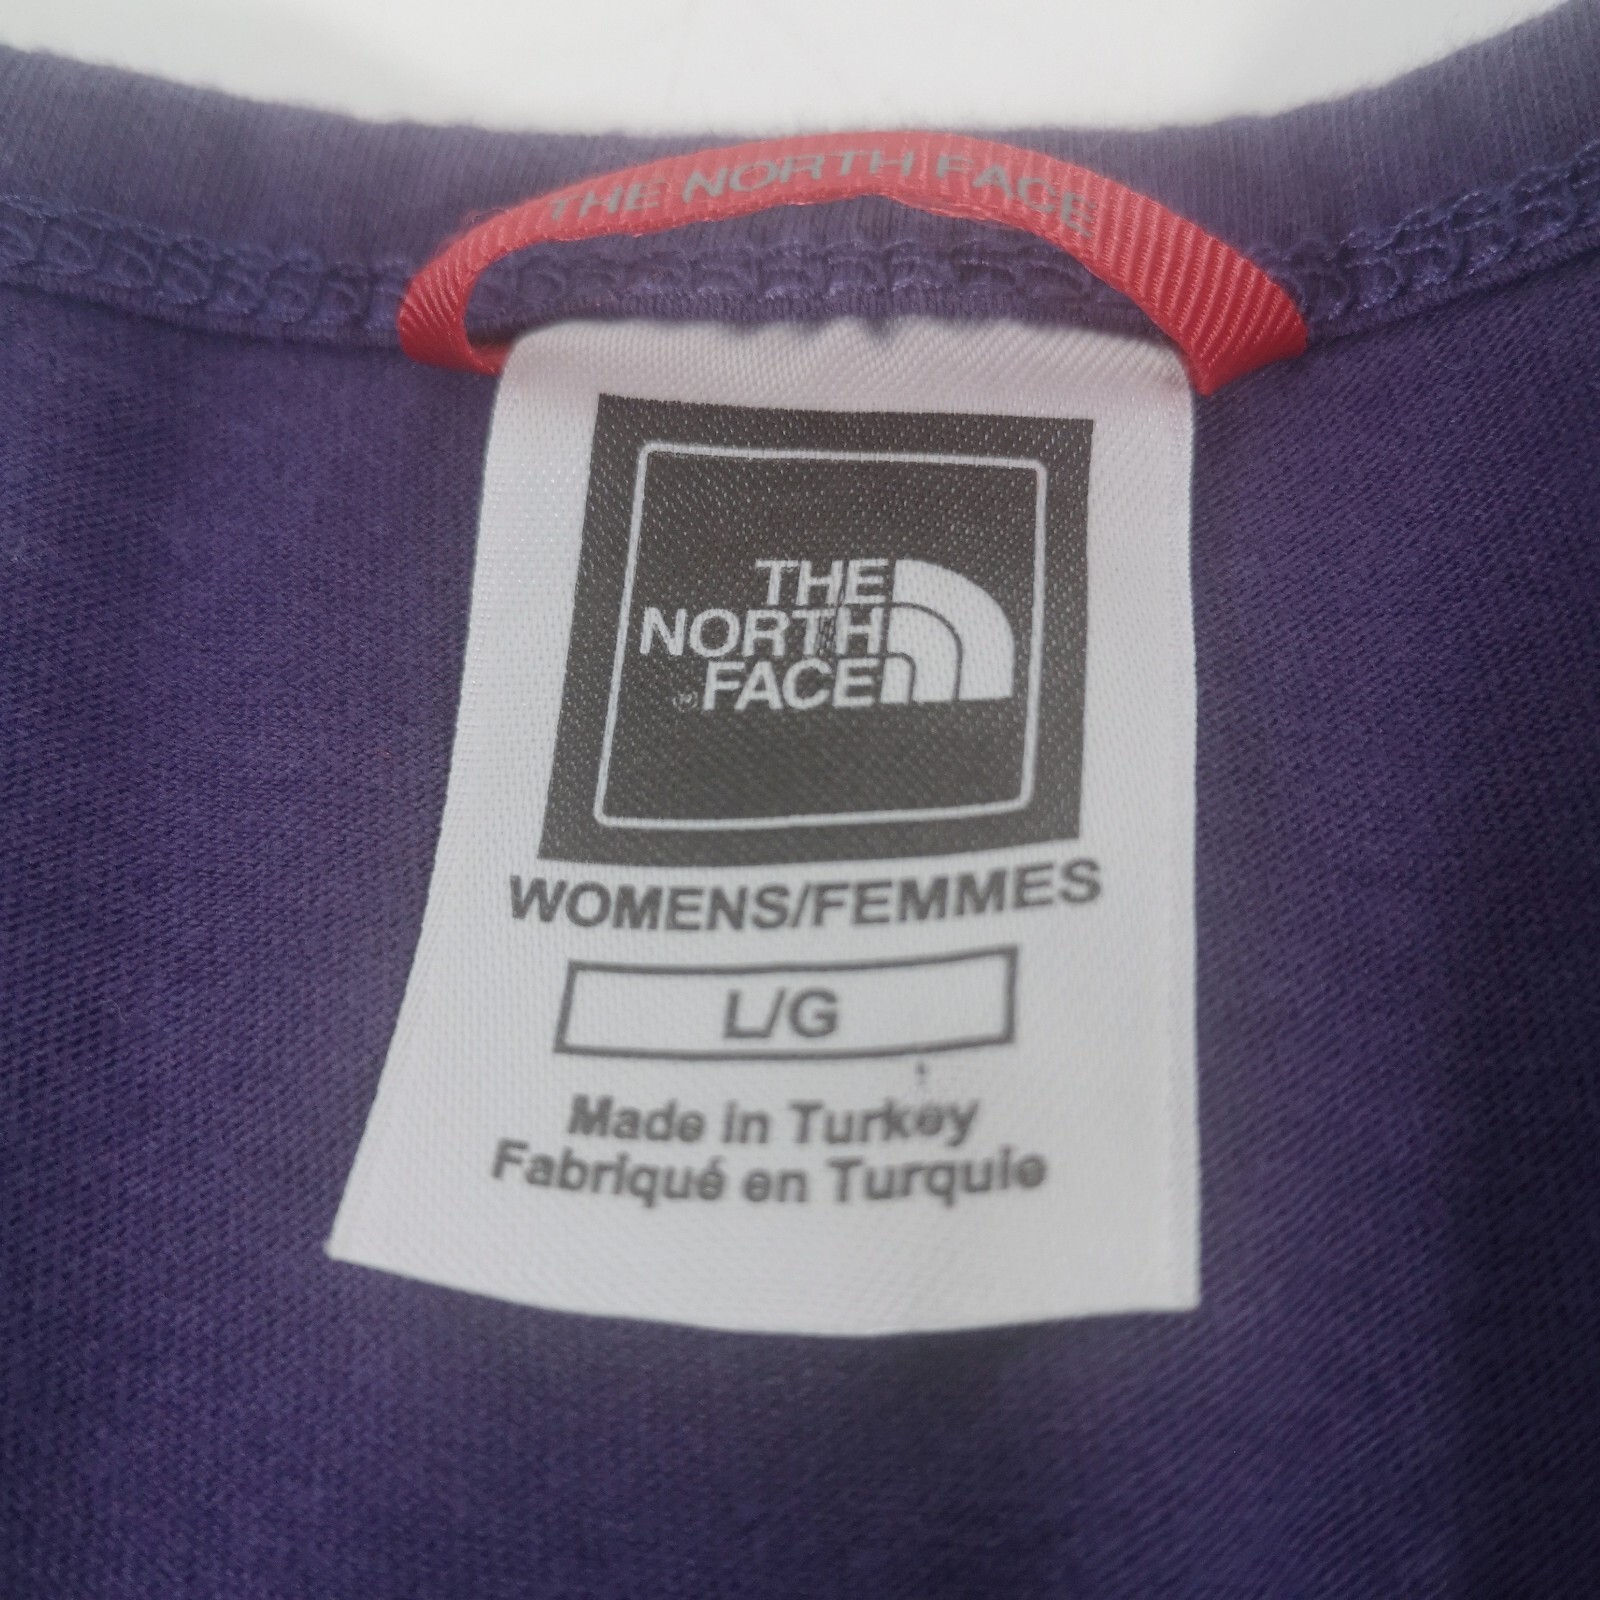 THE NORTH FACE
THE
NORTH
FACE
WOMENS/FEMMES
L/G
Made in Turkey
Fabriqué en Turquie